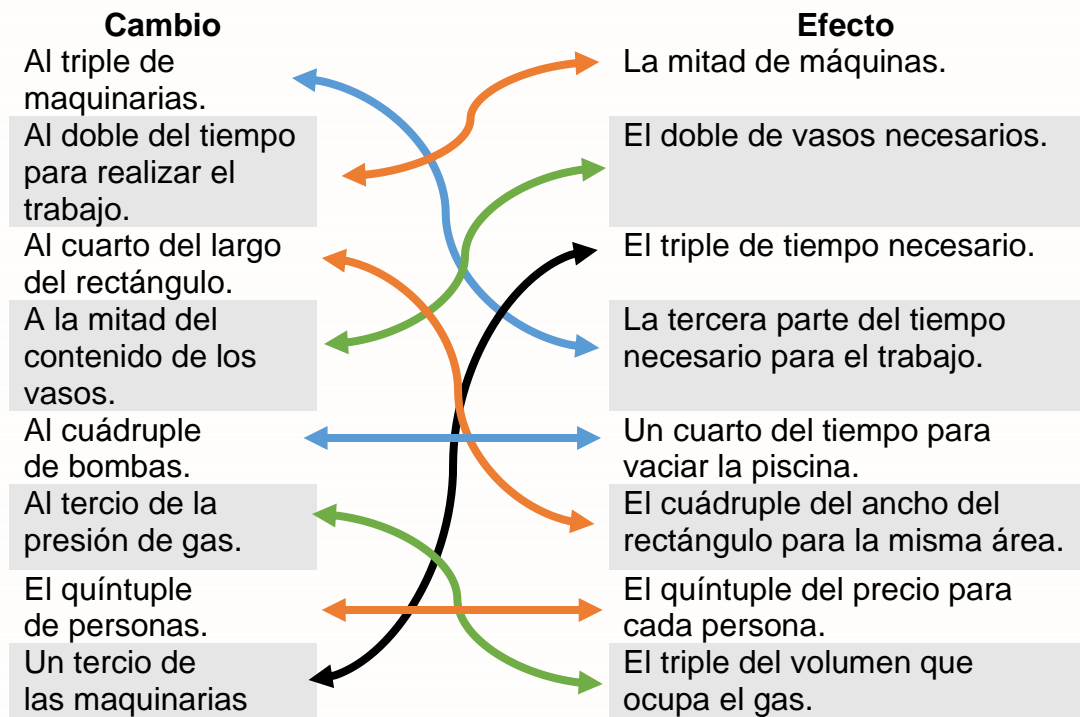 Cambio
Efecto
Al triple de
maquinarias.
La mitad de máquinas.
Al doble del tiempo
para realizar el
trabajo.
El doble de vasos necesarios.
Al cuarto del largo
del rectángulo.
El triple de tiempo necesario.
A la mitad del
contenido de los
vasos.
La tercera parte del tiempo
necesario para el trabajo.
Al cuádruple
de bombas.
Un cuarto del tiempo para
vaciar la piscina.
Al tercio de la
presión de gas.
El cuádruple del ancho del
rectángulo para la misma área.
El quíntuple
de personas.
El quíntuple del precio para
cada persona.
Un tercio de
las maquinarias
El triple del volumen que
ocupa el gas.